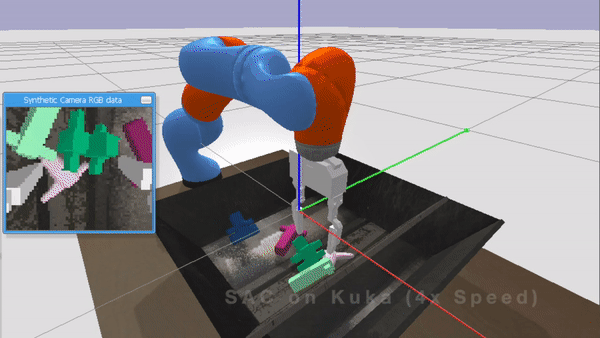 Synthetic Camera RGB data
SAC on Kuka (4x Speed)